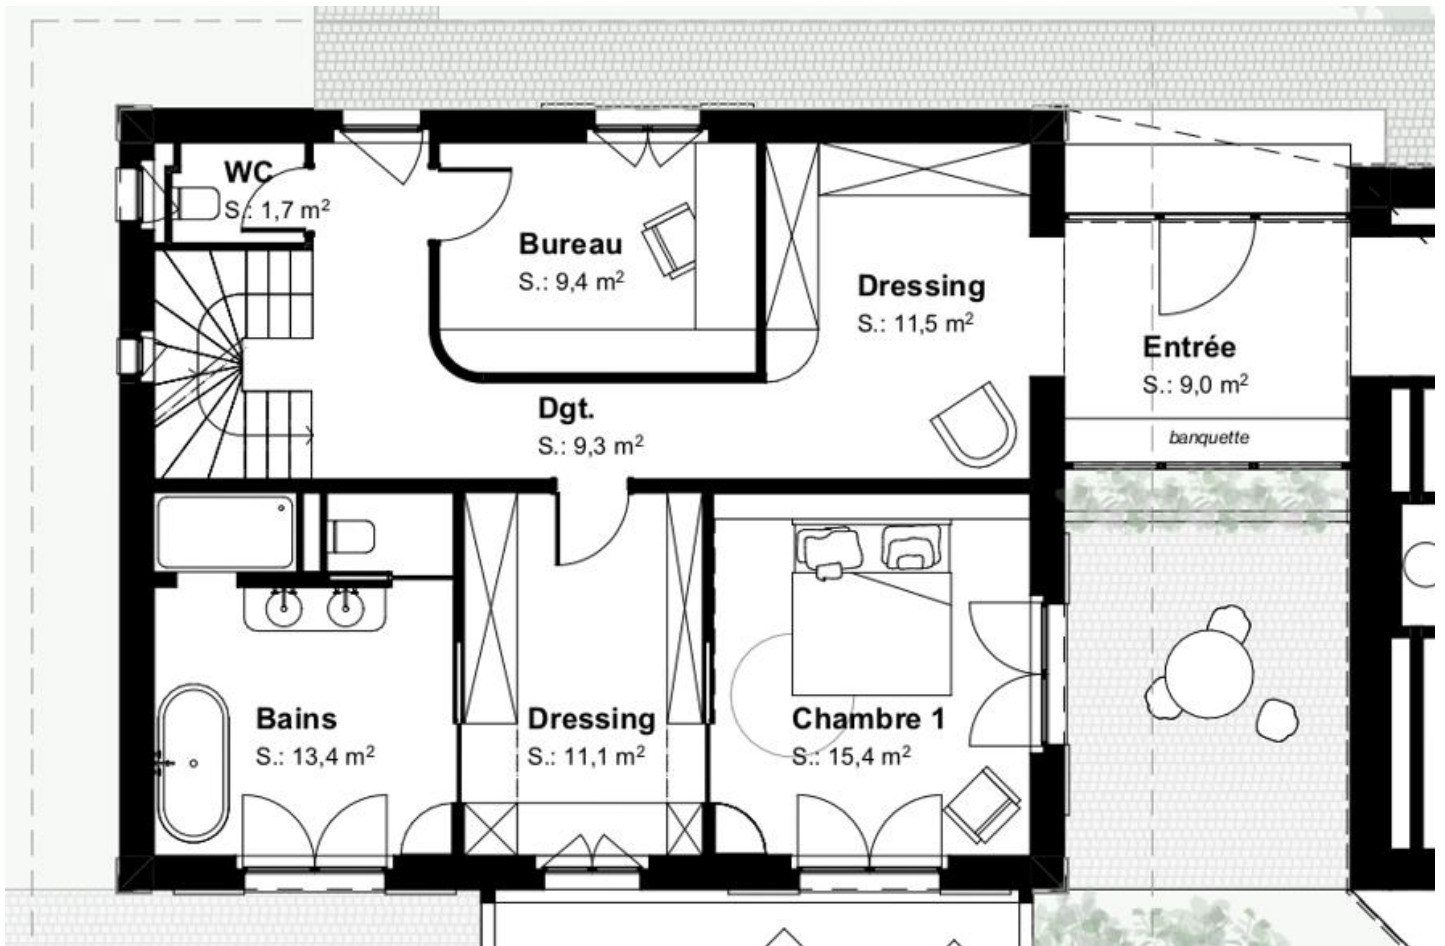 WC
S.: 1,7 m²
Bureau
S.: 9,4 m²
Dressing
S.: 11,5 m²
Entrée
S.: 9,0 m²
banquette
Dgt.
S.: 9,3 m²
Bains
S.: 13,4 m²
Dressing
S.: 11,1 m²
Chambre 1
S.: 15,4 m²